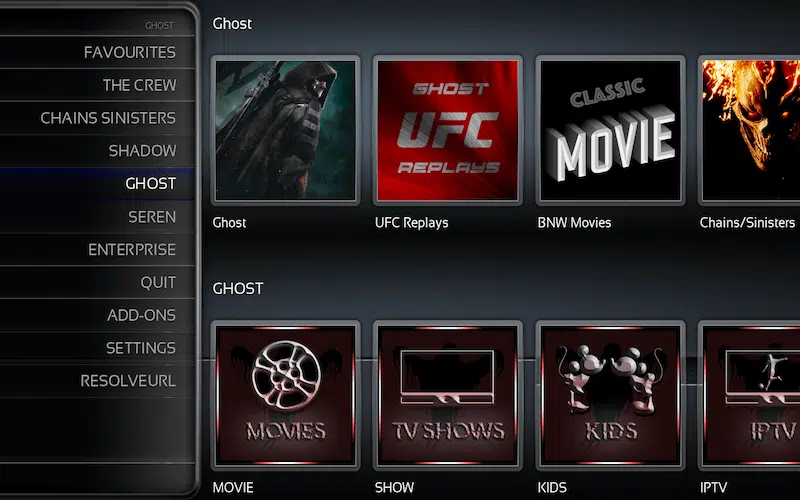 GHOST
FAVOURITES
THE CREW
CHAINS SINISTERS
SHADOW
GHOST
SEREN
ENTERPRISE
QUIT
ADD-ONS
SETTINGS
RESOLVEURL
Ghost
GHOST
UFC
REPLAYS
CLASSIC
MOVIE
Ghost
UFC Replays
BNW Movies
Chains/Sinisters
GHOST
MOVIES
TV SHOWS
KIDS
IPTV
MOVIE
SHOW
KIDS
IPTV